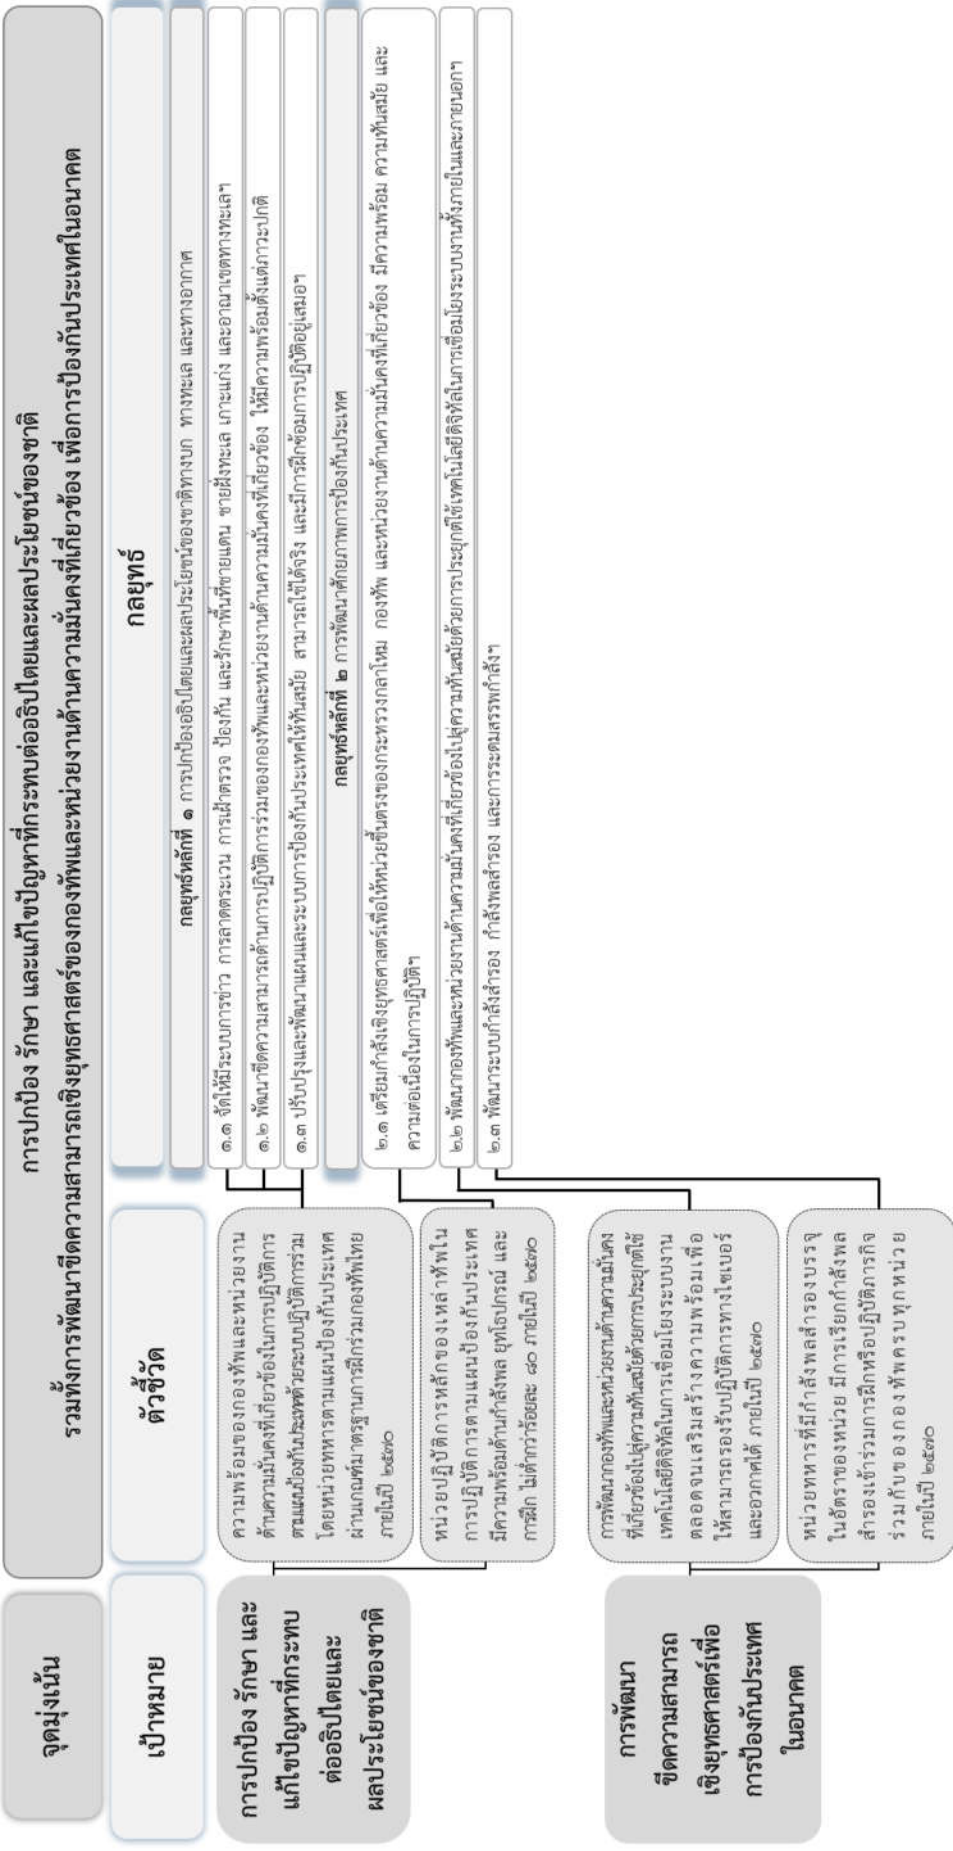 จุดมุ่งเน้น
การปกป้อง รักษา และแก้ไขปัญหาที่กระทบต่ออธิปไตยและผลประโยชน์ของชาติ
รวมทั้งการพัฒนาขีดความสามารถเชิงยุทธศาสตร์ของกองทัพและหน่วยงานด้านความมั่นคงที่เกี่ยวข้อง เพื่อการป้องกันประเทศในอนาคต
เป้าหมาย
ตัวชี้วัด
กลยุทธ์
การปกป้อง รักษา และ
แก้ไขปัญหาที่กระทบ
ต่ออธิปไตยและ
ผลประโยชน์ของชาติ
ความพร้อมของกองทัพและหน่วยงาน
ด้านความมั่นคงที่เกี่ยวข้องในการปฏิบัติการ
ตามแผนป้องกันประเทศด้วยระบบปฏิบัติการร่วม
โดยหน่วยทหารตามแผนป้องกันประเทศ
ผ่านเกณฑ์มาตรฐานการฝึกร่วมกองทัพไทย
ภายในปี ๒๕๗๐
หน่วยปฏิบัติการหลักของเหล่าทัพใน
การปฏิบัติการตามแผนป้องกันประเทศ
มีความพร้อมด้านกำลังพล ยุทโธปกรณ์ และ
การฝึก ไม่ต่ำกว่าร้อยละ ๘๐ ภายในปี ๒๕๗๐
กลยุทธ์หลักที่ ๑ การปกป้องอธิปไตยและผลประโยชน์ของชาติทางบก ทางทะเล และทางอากาศ
๑.๑ จัดให้มีระบบการข่าว การลาดตระเวน การเฝ้าตรวจ ป้องกัน และรักษาพื้นที่ชายแดน ชายฝั่งทะเล เกาะแก่ง และอาณาเขตทางทะเลฯ
๑.๒ พัฒนาขีดความสามารถด้านการปฏิบัติการร่วมของกองทัพและหน่วยงานด้านความมั่นคงที่เกี่ยวข้อง ให้มีความพร้อมตั้งแต่ภาวะปกติ
๑.๓ ปรับปรุงและพัฒนาแผนและระบบการป้องกันประเทศให้ทันสมัย สามารถใช้ได้จริง และมีการฝึกซ้อมการปฏิบัติอยู่เสมอฯ
กลยุทธ์หลักที่ ๒ การพัฒนาศักยภาพการป้องกันประเทศ
๒.๑ เตรียมกำลังเชิงยุทธศาสตร์เพื่อให้หน่วยขึ้นตรงของกระทรวงกลาโหม กองทัพ และหน่วยงานด้านความมั่นคงที่เกี่ยวข้อง มีความพร้อม ความทันสมัย และ
ความต่อเนื่องในการปฏิบัติฯ
๒.๒ พัฒนากองทัพและหน่วยงานด้านความมั่นคงที่เกี่ยวข้องไปสู่ความทันสมัยด้วยการประยุกต์ใช้เทคโนโลยีดิจิทัลในการเชื่อมโยงระบบงานทั้งภายในและภายนอกฯ
๒.๓ พัฒนาระบบกำลังสำรอง กำลังพลสำรอง และการระดมสรรพกำลังฯ
การพัฒนา
ขีดความสามารถ
เชิงยุทธศาสตร์เพื่อ
การป้องกันประเทศ
ในอนาคต
การพัฒนากองทัพและหน่วยงานด้านความมั่นคง
ที่เกี่ยวข้องไปสู่ความทันสมัยด้วยการประยุกต์ใช้
เทคโนโลยีดิจิทัลในการเชื่อมโยงระบบงาน
ตลอดจนเสริมสร้างความพร้อมเพื่อ
ให้สามารถรองรับปฏิบัติการทางไซเบอร์
และอวกาศได้ ภายในปี ๒๕๗๐
หน่วยทหารที่มีกำลังพลสำรองบรรจุ
ในอัตราของหน่วย มีการเรียกกำลังพล
สำรองเข้าร่วมการฝึกหรือปฏิบัติภารกิจ
ร่วมกับของกองทัพครบทุกหน่วย
ภายในปี ๒๕๗๐